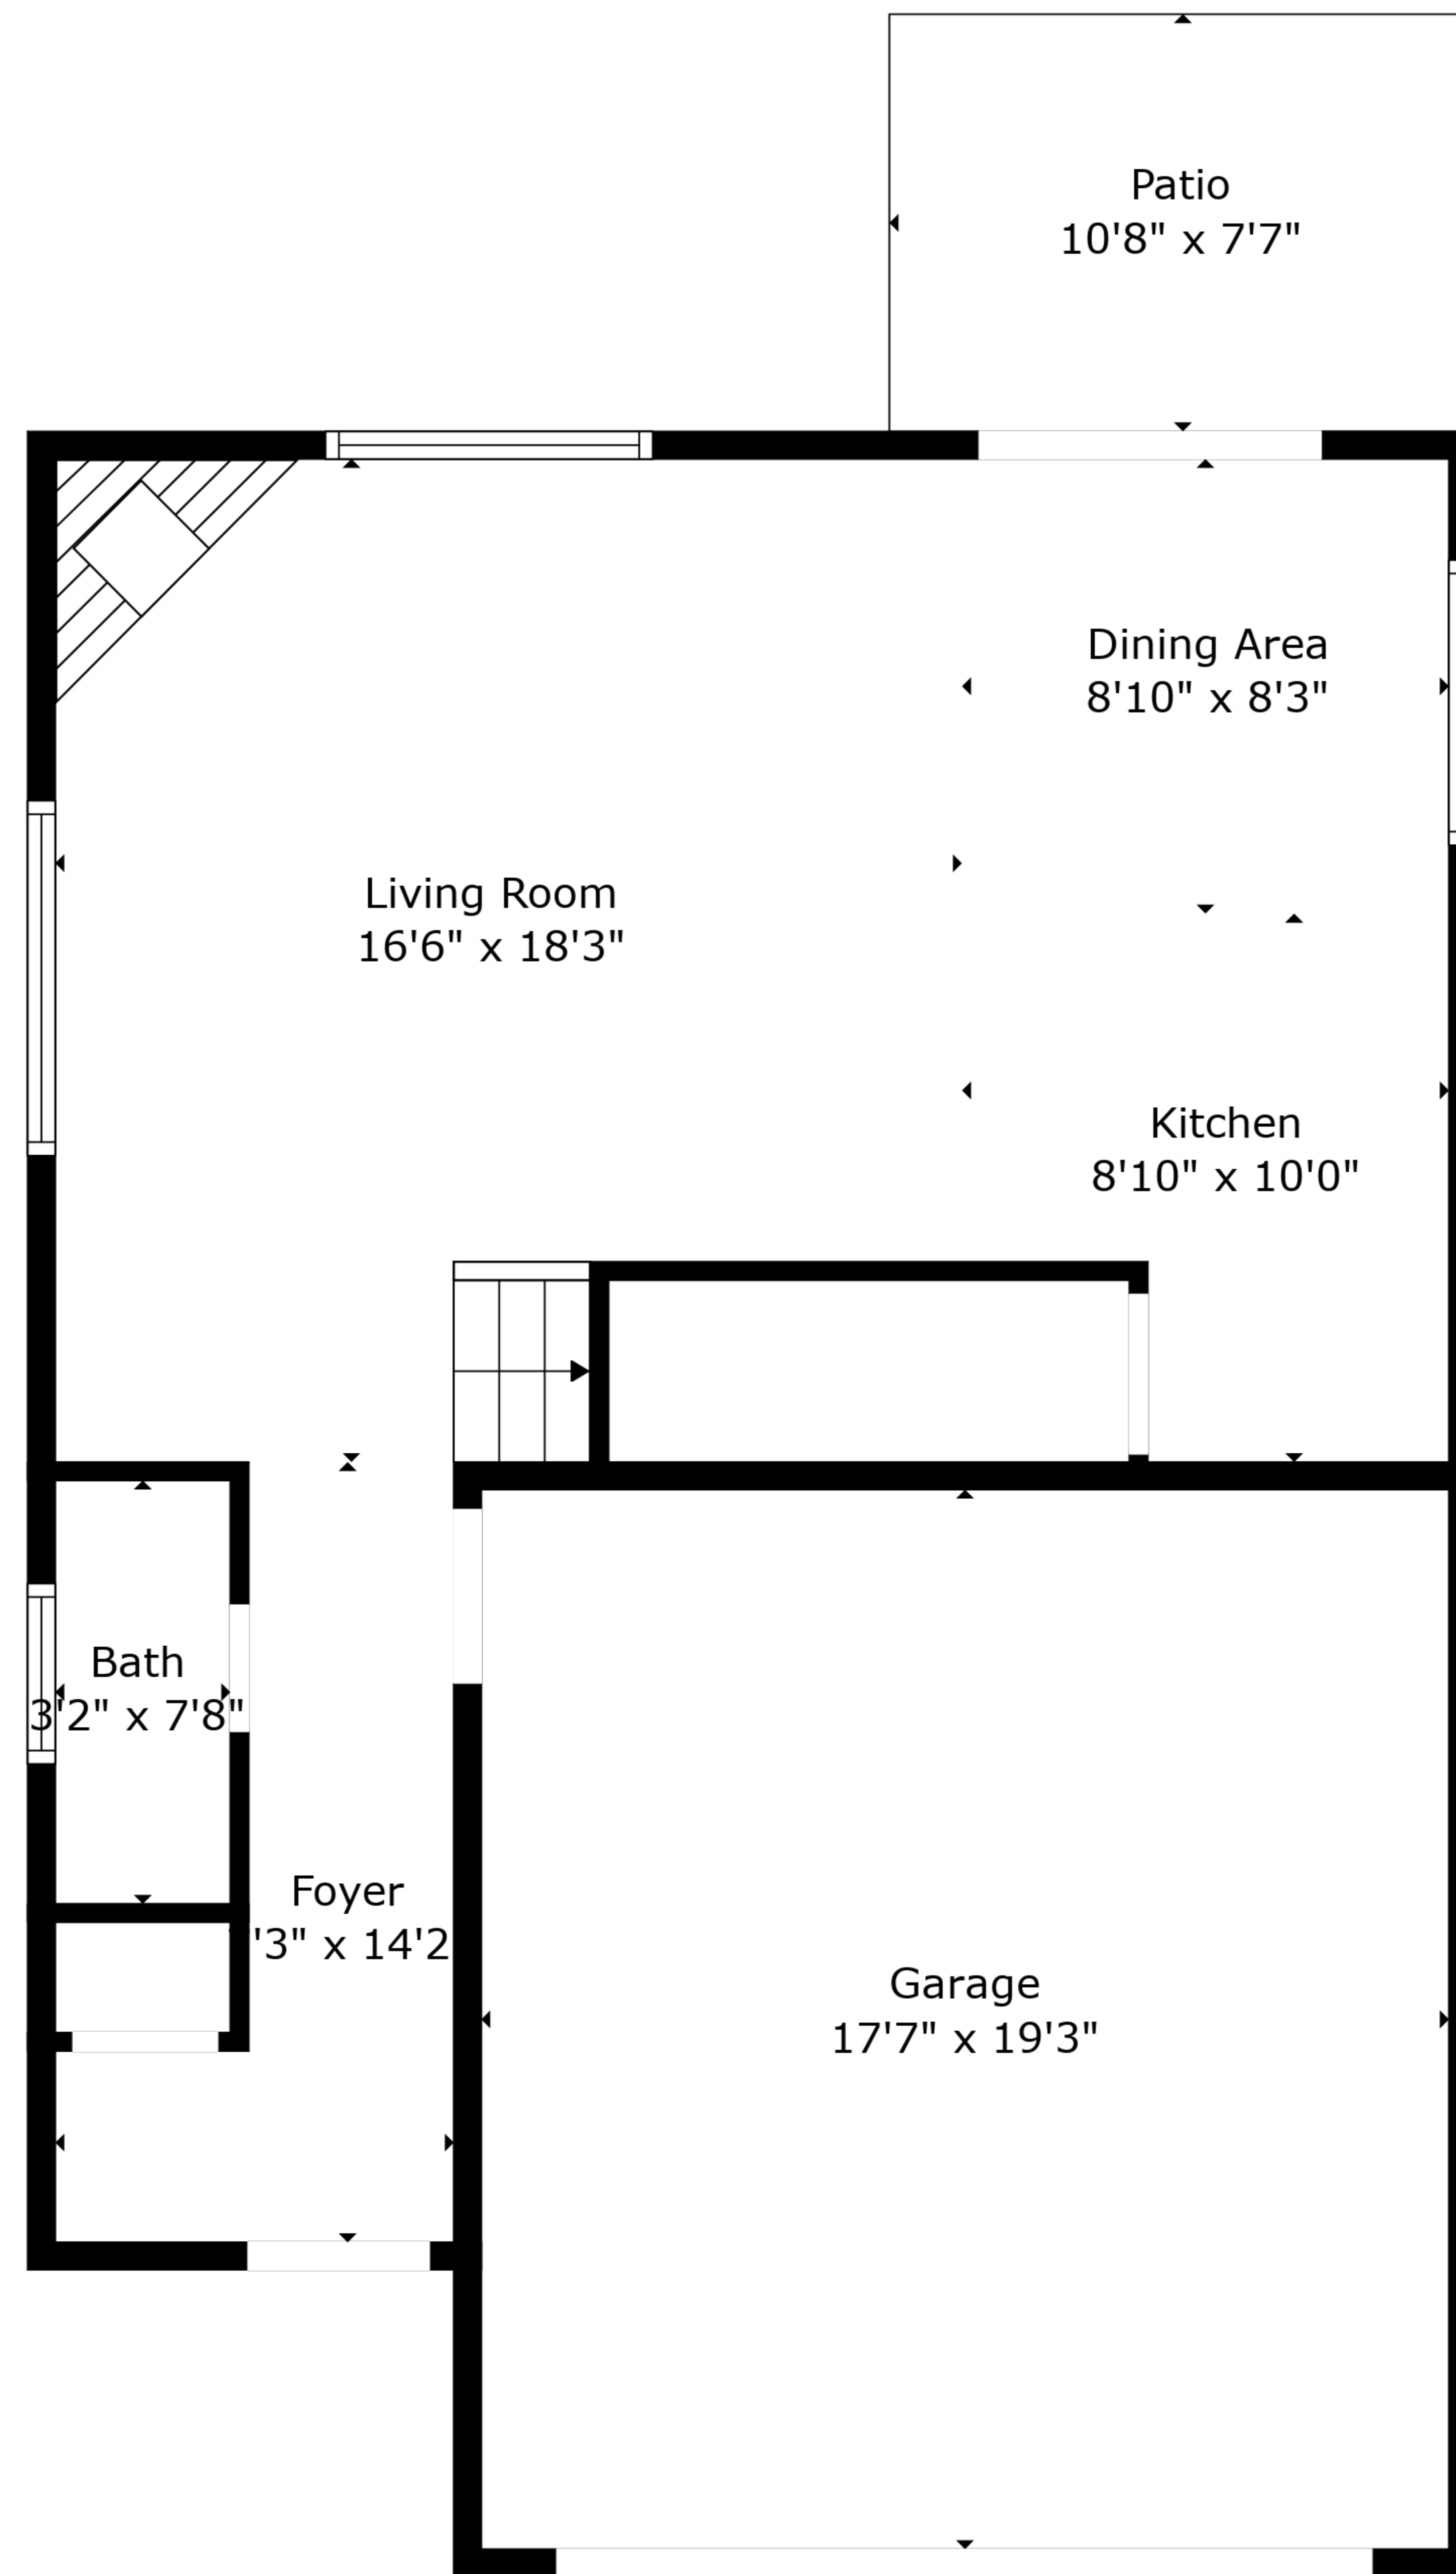 Patio
10'8" x 7'7"
Dining Area
8'10" x 8'3"
Living Room
16'6" x 18'3"
Kitchen
8'10" x 10'0"
Bath
3'2" x 7'8"
Foyer
'3" x 14'2
Garage
17'7" x 19'3"